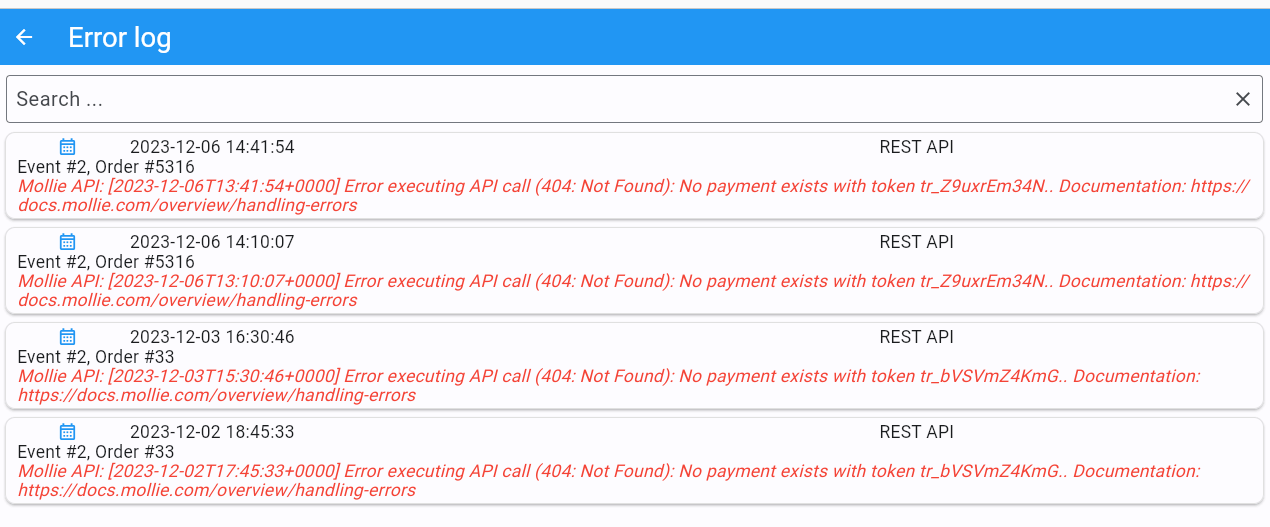 Error log
Search ...
2023-12-06 14:41:54 REST API
Event #2, Order #5316
Mollie API: [2023-12-06T13:41:54+0000] Error executing API call (404: Not Found): No payment exists with token tr_Z9uxrEm34N.. Documentation: https://
docs.mollie.com/overview/handling-errors
2023-12-06 14:10:07 REST API
Event #2, Order #5316
Mollie API: [2023-12-06T13:10:07+0000] Error executing API call (404: Not Found): No payment exists with token tr_Z9uxrEm34N.. Documentation: https://
docs.mollie.com/overview/handling-errors
2023-12-03 16:30:46 REST API
Event #2, Order #33
Mollie API: [2023-12-03T15:30:46+0000] Error executing API call (404: Not Found): No payment exists with token tr_bVSVmZ4KmG.. Documentation:
https://docs.mollie.com/overview/handling-errors
2023-12-02 18:45:33 REST API
Event #2, Order #33
Mollie API: [2023-12-02T17:45:33+0000] Error executing API call (404: Not Found): No payment exists with token tr_bVSVmZ4KmG.. Documentation:
https://docs.mollie.com/overview/handling-errors